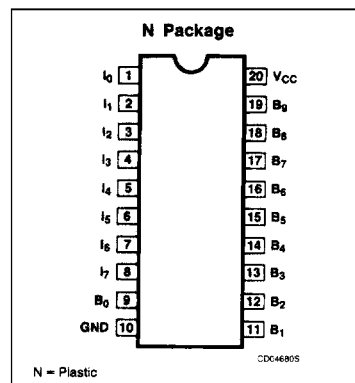 N Package
I0 1 20 VCC
I1 2 19 B9
I2 3 18 B8
I3 4 17 B7
I4 5 16 B6
I5 6 15 B5
I6 7 14 B4
I7 8 13 B3
B0 9 12 B2
GND 10 11 B1
CD04680S
N = Plastic